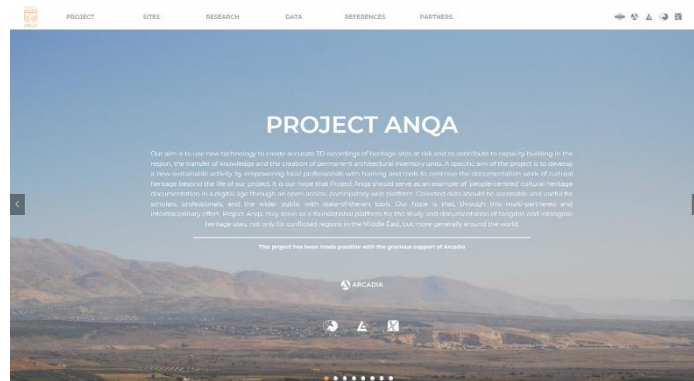 PROJECT
SITES
RESEARCH
DATA
REFERENCES
PARTNERS
PROJECT ANQA
Our aim is to use new technology to create accurate 3D recordings of heritage sites at risk and to contribute to capacity building in the
region, the transfer of knowledge and the creation of permanent architectural inventory units. A specific aim of the project is to develop
a new sustainable activity by empowering local professionals with training and tools to continue the documentation work of cultural
heritage beyond the life of our project. It is our hope that Project Anqa should serve as an example of 'people-centred' cultural heritage
documentation in a digital age through an open access, participatory web platform. Collected data should be accessible and useful for
scholars, professionals, and the wider public with state-of-the-art tools. Our hope is that, through this multi-partnered and
interdisciplinary effort, Project Anqa may serve as a foundational platform for the study and documentation of tangible and intangible
heritage sites, not only for conflicted regions in the Middle East, but more generally around the world.
This project has been made possible with the gracious support of Arcadia
ARCADIA